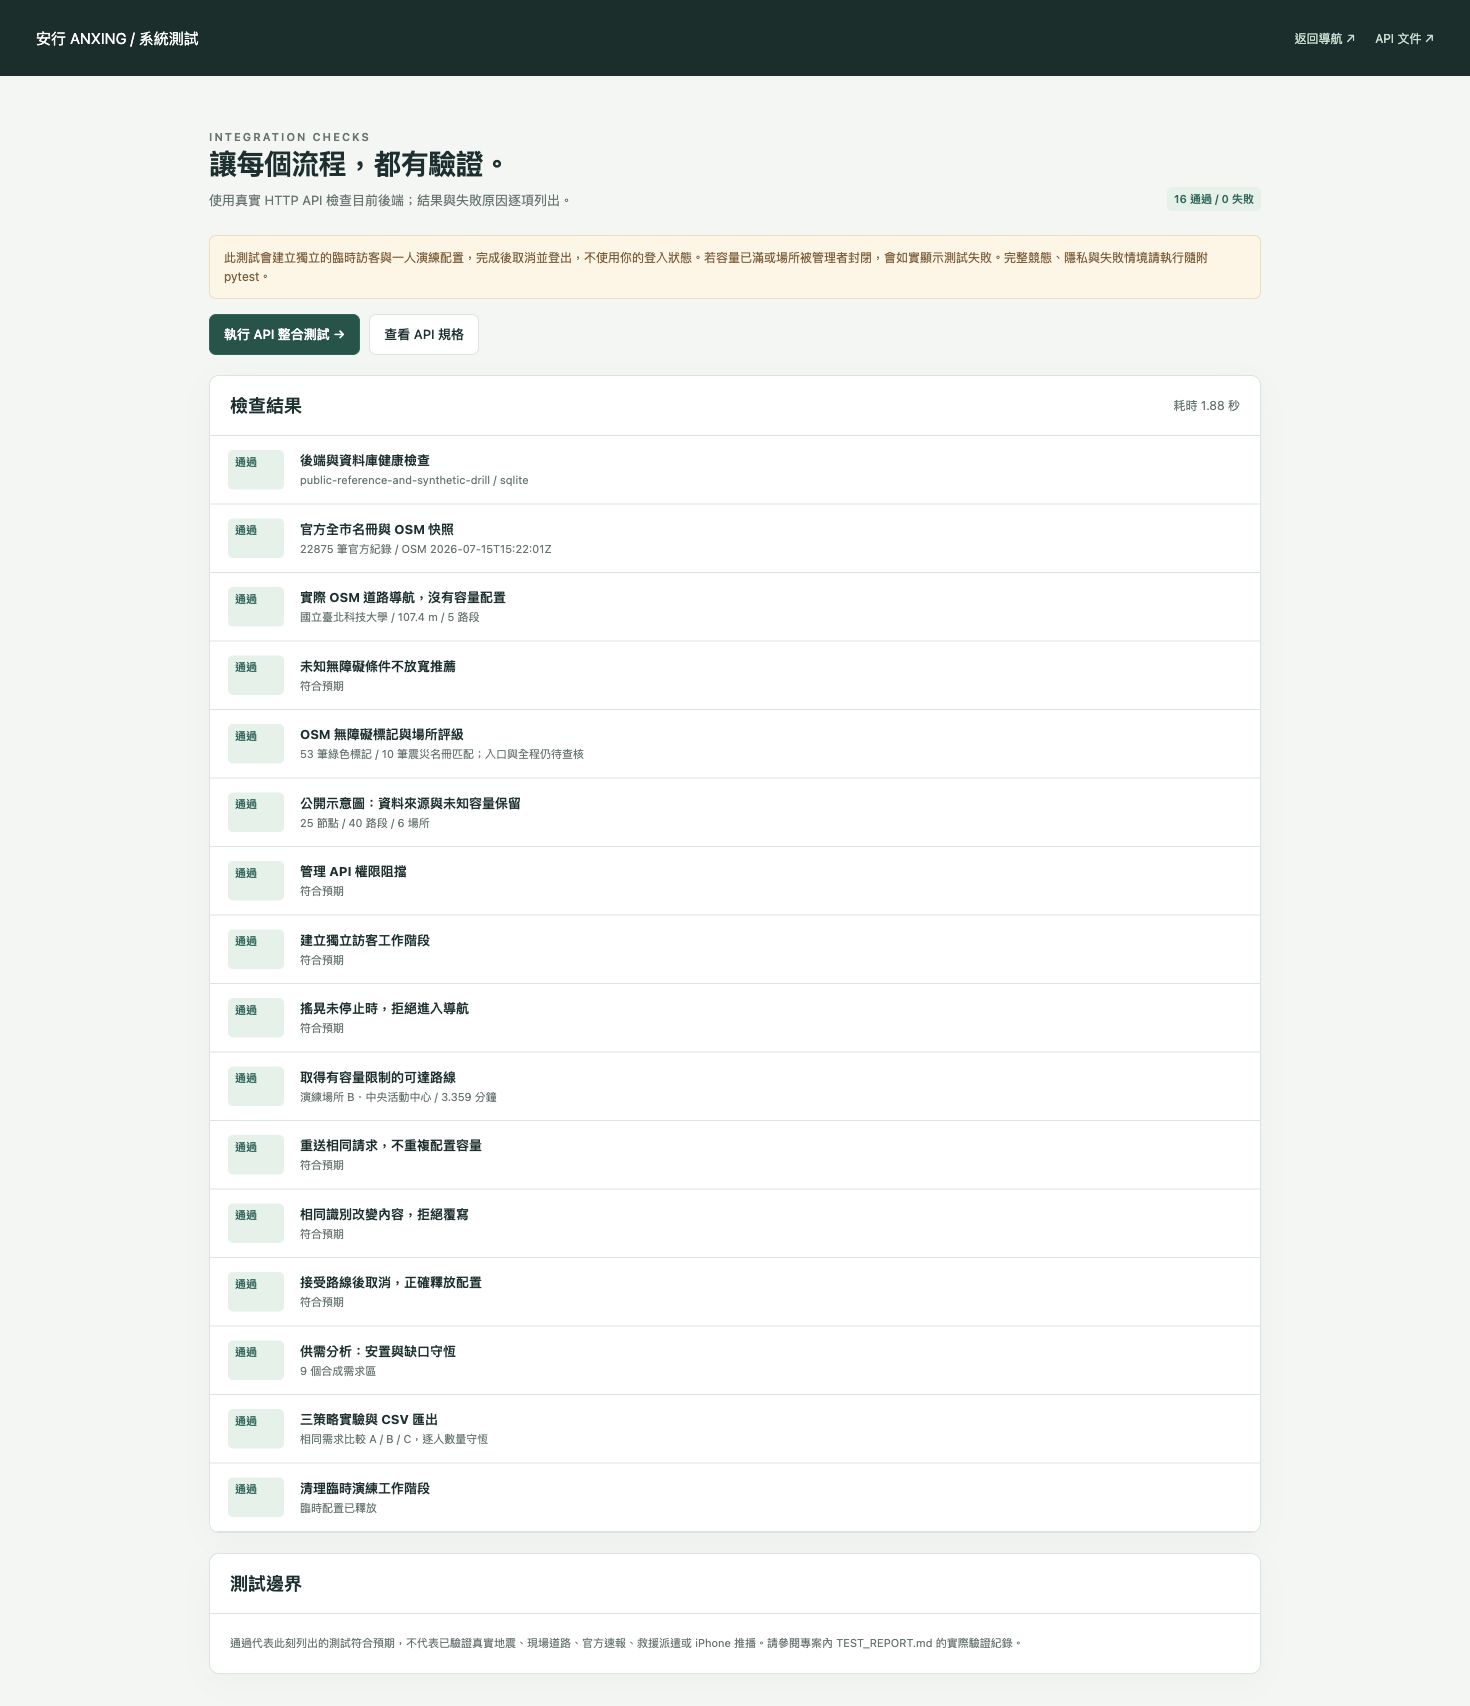 安行 ANXING / 系統測試
返回導航 ↗ API 文件 ↗
INTEGRATION CHECKS
讓每個流程，都有驗證。
使用真實 HTTP API 檢查目前後端；結果與失敗原因逐項列出。
16 通過 / 0 失敗
此測試會建立獨立的臨時訪客與一人演練配置，完成後取消並登出，不使用你的登入狀態。若容量已滿或場所被管理者封閉，會如實顯示測試失敗。完整競態、隱私與失敗情境請執行隨附
pytest。
執行 API 整合測試 →
查看 API 規格
檢查結果
耗時 1.88 秒
通過
後端與資料庫健康檢查
public-reference-and-synthetic-drill / sqlite
通過
官方全市名冊與 OSM 快照
22875 筆官方紀錄 / OSM 2026-07-15T15:22:01Z
通過
實際 OSM 道路導航，沒有容量配置
國立臺北科技大學 / 107.4 m / 5 路段
通過
未知無障礙條件不放寬推薦
符合預期
通過
OSM 無障礙標記與場所評級
53 筆綠色標記 / 10 筆震災名冊匹配；入口與全程仍待查核
通過
公開示意圖：資料來源與未知容量保留
25 節點 / 40 路段 / 6 場所
通過
管理 API 權限阻擋
符合預期
通過
建立獨立訪客工作階段
符合預期
通過
搖晃未停止時，拒絕進入導航
符合預期
通過
取得有容量限制的可達路線
演練場所 B · 中央活動中心 / 3.359 分鐘
通過
重送相同請求，不重複配置容量
符合預期
通過
相同識別改變內容，拒絕覆寫
符合預期
通過
接受路線後取消，正確釋放配置
符合預期
通過
供需分析：安置與缺口守恆
9 個合成需求區
通過
三策略實驗與 CSV 匯出
相同需求比較 A / B / C，逐人數量守恆
通過
清理臨時演練工作階段
臨時配置已釋放
測試邊界
通過代表此刻列出的測試符合預期，不代表已驗證真實地震、現場道路、官方速報、救援派遣或 iPhone 推播。請參閱專案內 TEST_REPORT.md 的實際驗證紀錄。